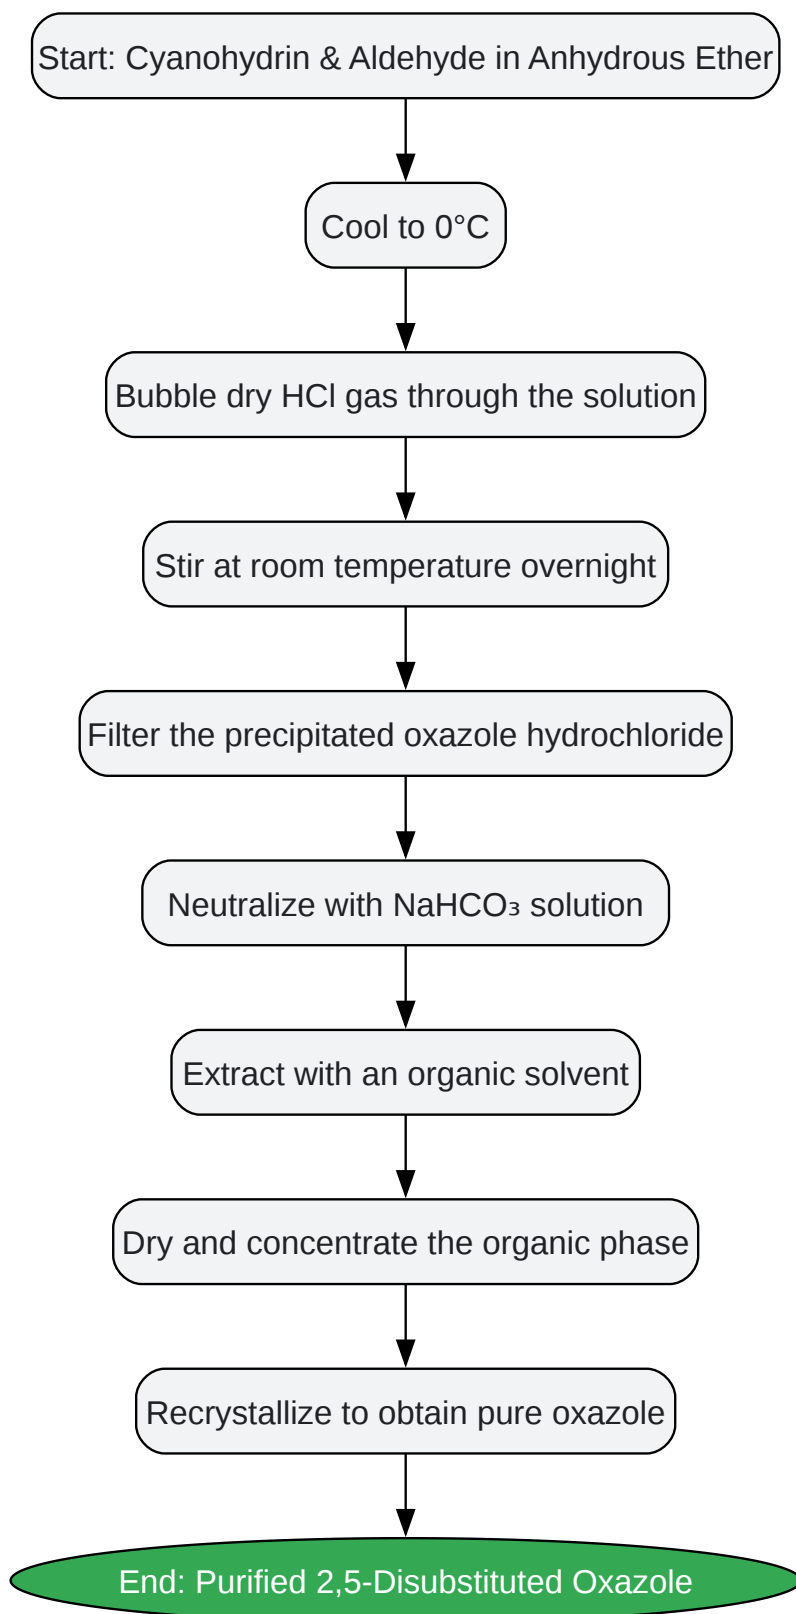 Start: Cyanohydrin & Aldehyde in Anhydrous Ether
Cool to 0°C
Bubble dry HCl gas through the solution
Stir at room temperature overnight
Filter the precipitated oxazole hydrochloride
Neutralize with NaHCO₃ solution
Extract with an organic solvent
Dry and concentrate the organic phase
Recrystallize to obtain pure oxazole
End: Purified 2,5-Disubstituted Oxazole